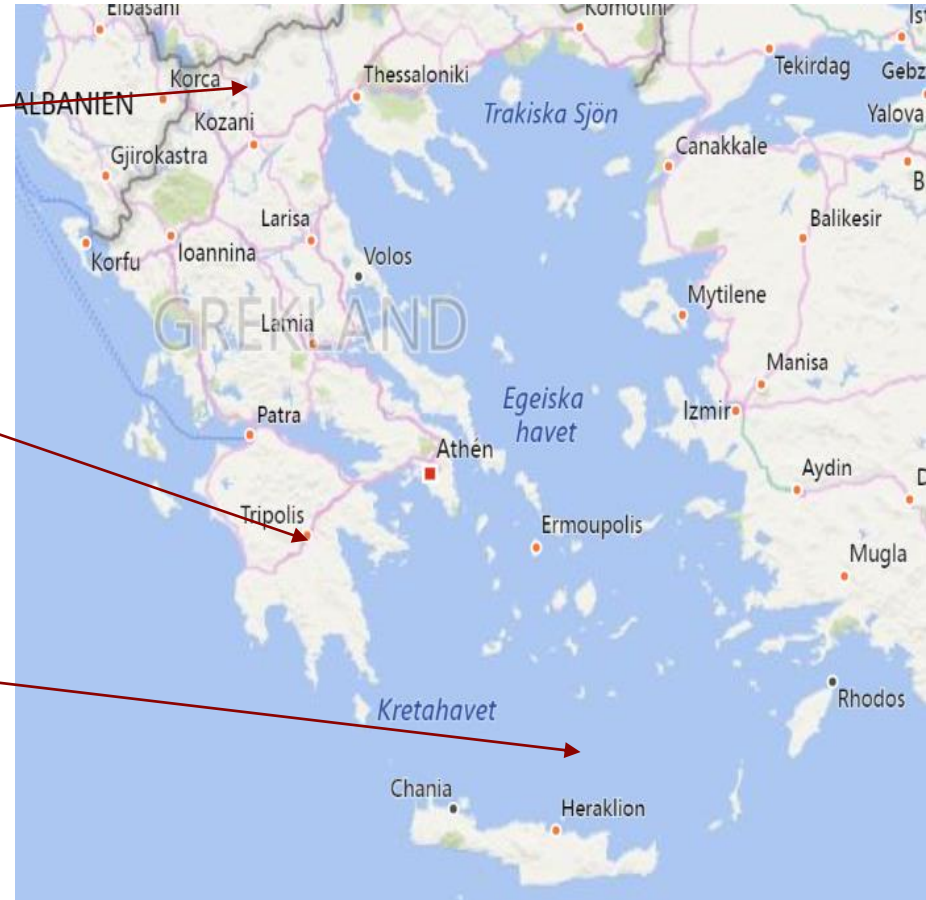 Elbasani
Komotini
Ist
Korca
Thessaloniki
Tekirdag
Gebz
ALBANIEN
Trakiska Sjön
Yalova
Kozani
Canakkale
Gjirokastra
B
Larisa
Balikesir
Korfu
Ioannina
Volos
Mytilene
GREKLAND
Lamia
Manisa
Egeiska
havet
Izmir
Patra
Athén
Aydin
D
Tripolis
Ermoupolis
Mugla
Rhodos
Kretahavet
Chania
Heraklion